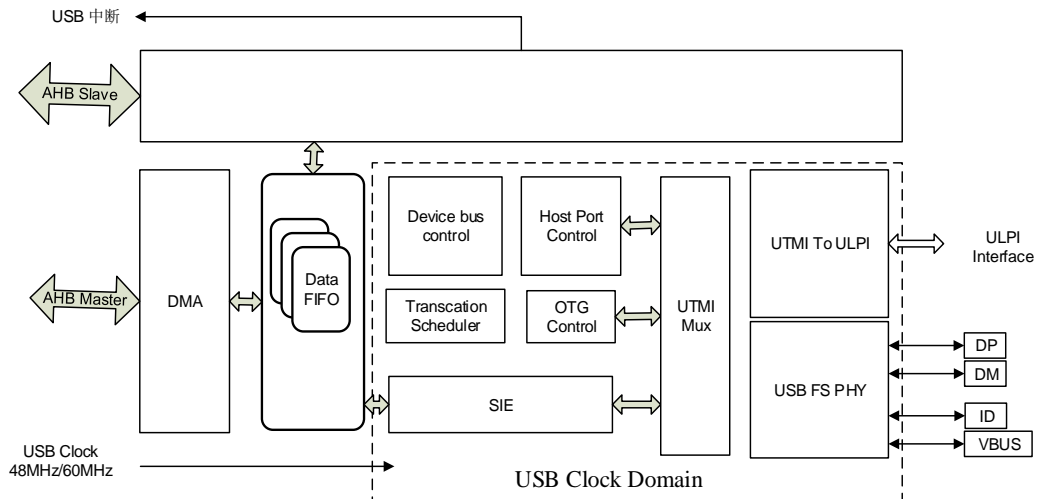 USB 中断
AHB Slave
Device bus
control
Host Port
Control
UTMI To ULPI
ULPI
Interface
AHB Master
DMA
Data
FIFO
Transcation
Scheduler
OTG
Control
UTMI
Mux
USB FS PHY
DP
DM
ID
VBUS
SIE
USB Clock
48MHz/60MHz
USB Clock Domain